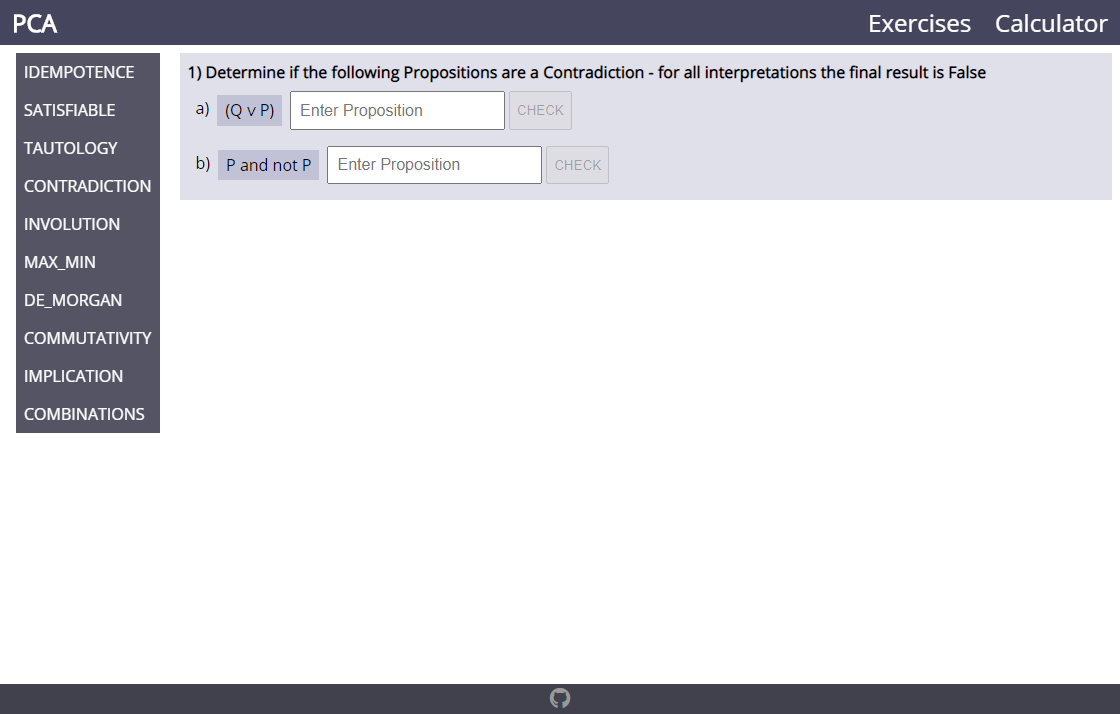 PCA
Exercises Calculator
IDEMPOTENCE
SATISFIABLE
TAUTOLOGY
CONTRADICTION
INVOLUTION
MAX_MIN
DE_MORGAN
COMMUTATIVITY
IMPLICATION
COMBINATIONS
1) Determine if the following Propositions are a Contradiction - for all interpretations the final result is False
a) (Q v P) Enter Proposition CHECK
b) P and not P Enter Proposition CHECK